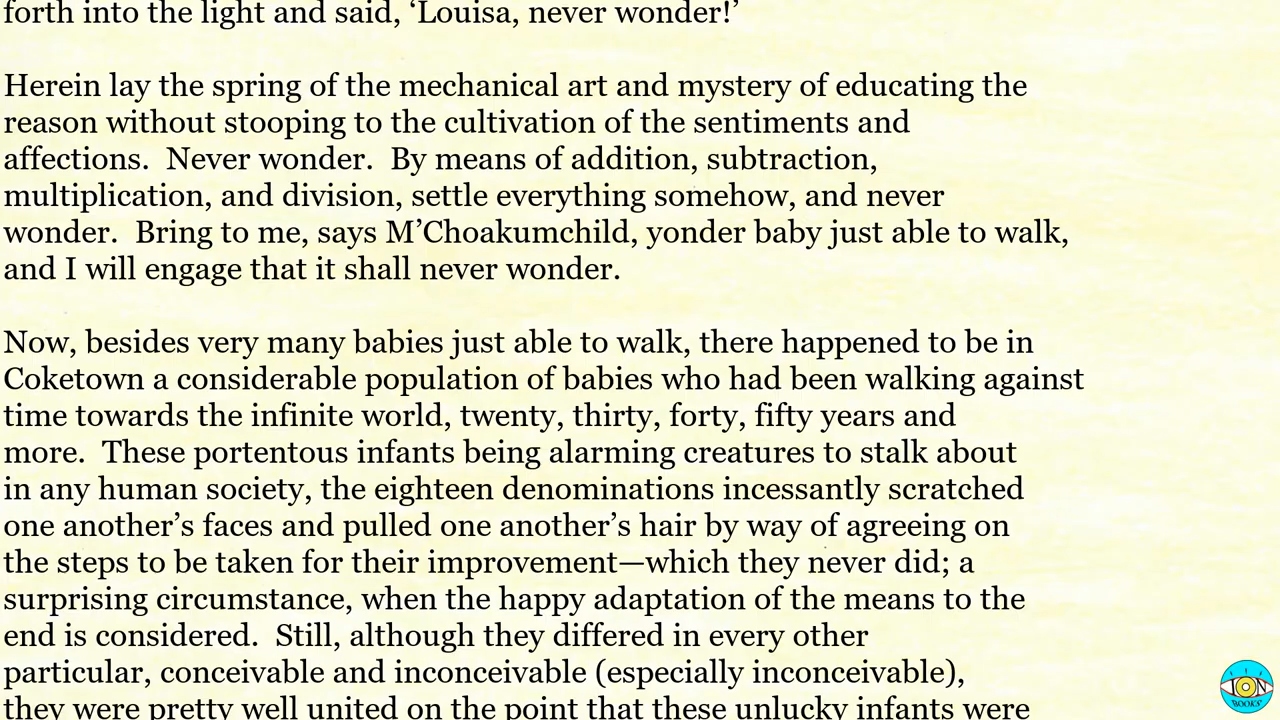 forth into the light and said, ‘Louisa, never wonder!’
Herein lay the spring of the mechanical art and mystery of educating the
reason without stooping to the cultivation of the sentiments and
affections.  Never wonder.  By means of addition, subtraction,
multiplication, and division, settle everything somehow, and never
wonder.  Bring to me, says M’Choakumchild, yonder baby just able to walk,
and I will engage that it shall never wonder.
Now, besides very many babies just able to walk, there happened to be in
Coketown a considerable population of babies who had been walking against
time towards the infinite world, twenty, thirty, forty, fifty years and
more.  These portentous infants being alarming creatures to stalk about
in any human society, the eighteen denominations incessantly scratched
one another’s faces and pulled one another’s hair by way of agreeing on
the steps to be taken for their improvement—which they never did; a
surprising circumstance, when the happy adaptation of the means to the
end is considered.  Still, although they differed in every other
particular, conceivable and inconceivable (especially inconceivable),
they were pretty well united on the point that these unlucky infants were
ION
BOOKS